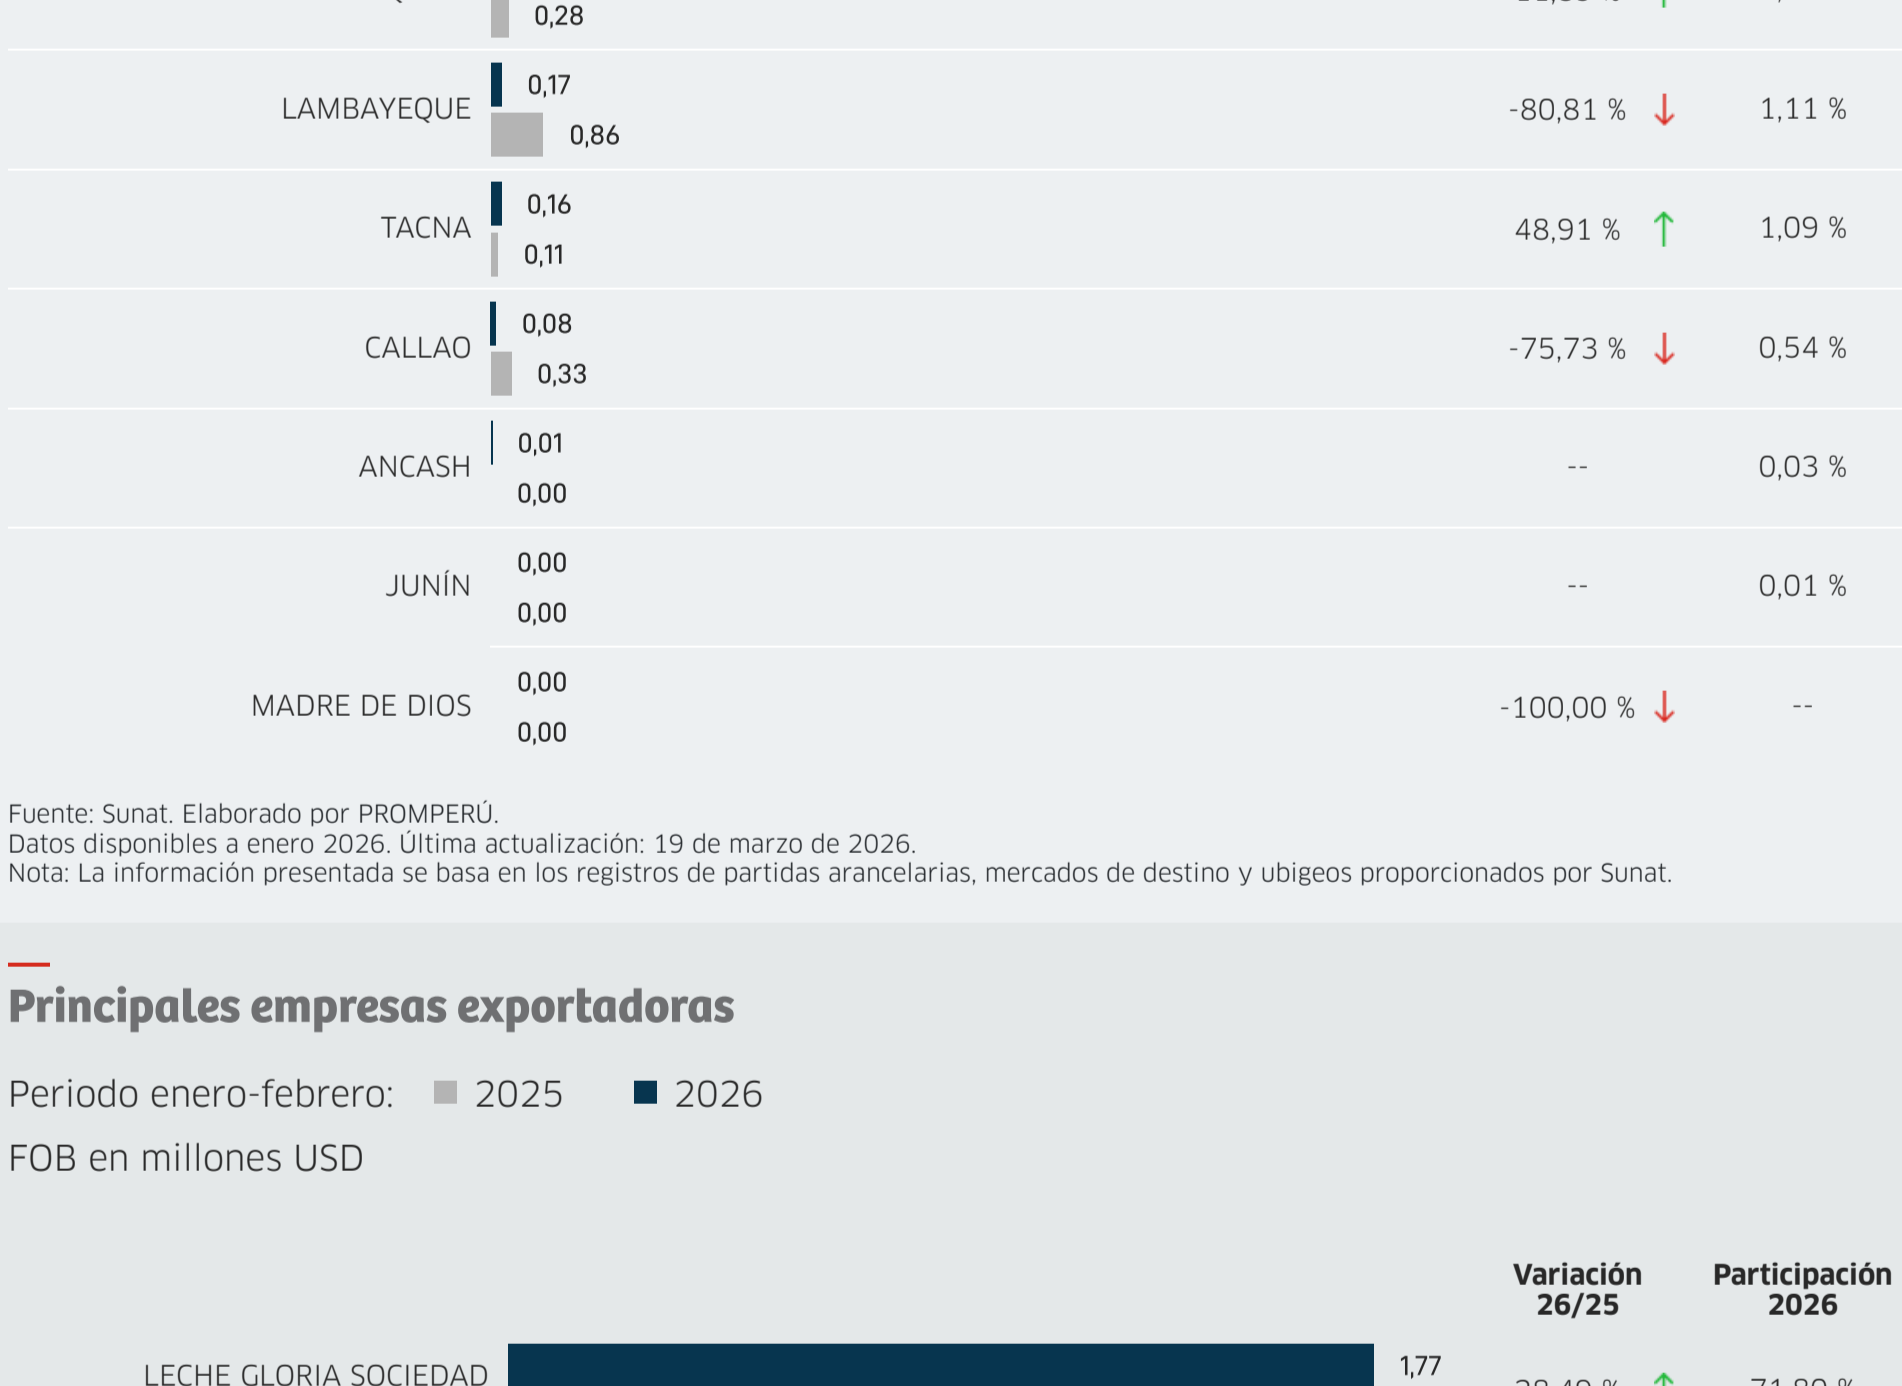 0,28
LAMBAYEQUE 0,17 0,86 -80,81 % ↓ 1,11 %
TACNA 0,16 0,11 48,91 % ↑ 1,09 %
CALLAO 0,08 0,33 -75,73 % ↓ 0,54 %
ANCASH 0,01 0,00 -- 0,03 %
JUNÍN 0,00 0,00 -- 0,01 %
MADRE DE DIOS 0,00 0,00 -100,00 % ↓ --
Fuente: Sunat. Elaborado por PROMPERÚ.
Datos disponibles a enero 2026. Última actualización: 19 de marzo de 2026.
Nota: La información presentada se basa en los registros de partidas arancelarias, mercados de destino y ubigeos proporcionados por Sunat.
Principales empresas exportadoras
Periodo enero-febrero: 2025 2026
FOB en millones USD
Variación Participación
26/25 2026
LECHE GLORIA SOCIEDAD 1,77